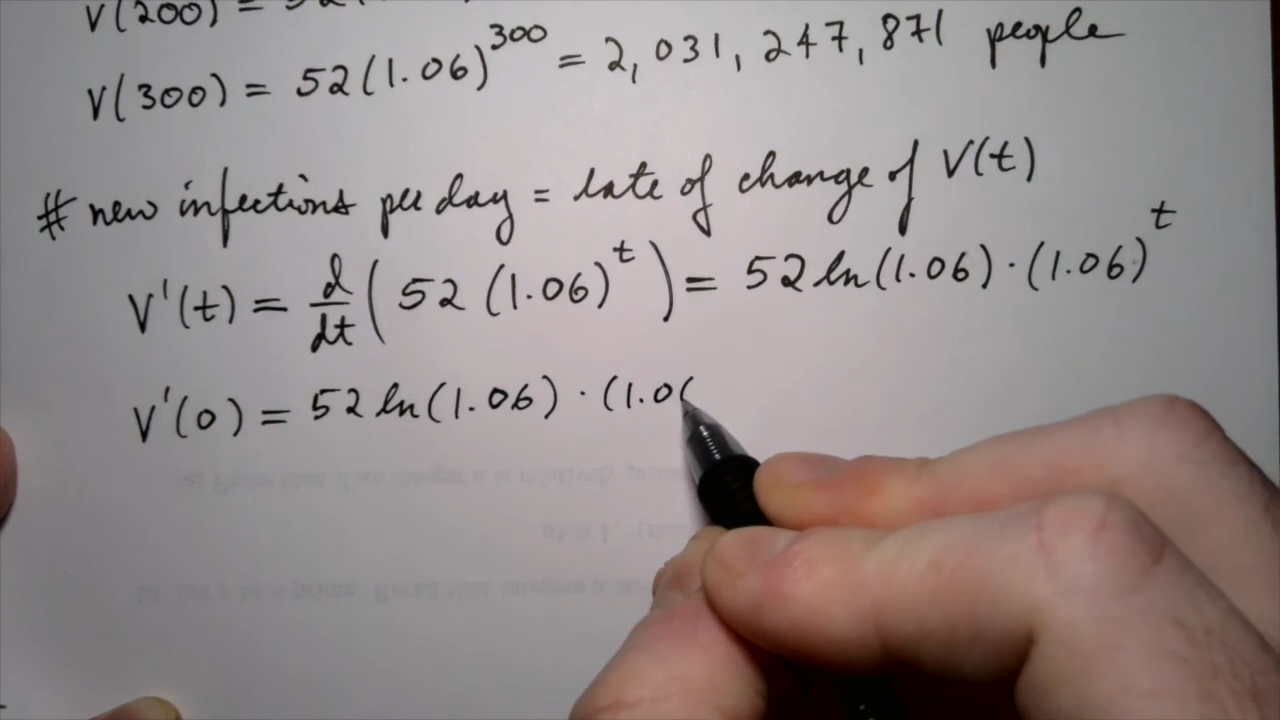 V(200) =
V(300) = 52(1.06)^300 = 2,031,247,871 people
# new infections per day = rate of change of V(t)
V'(t) = d/dt (52 (1.06)^t) = 52 ln(1.06) · (1.06)^t
V'(0) = 52 ln(1.06) · (1.0